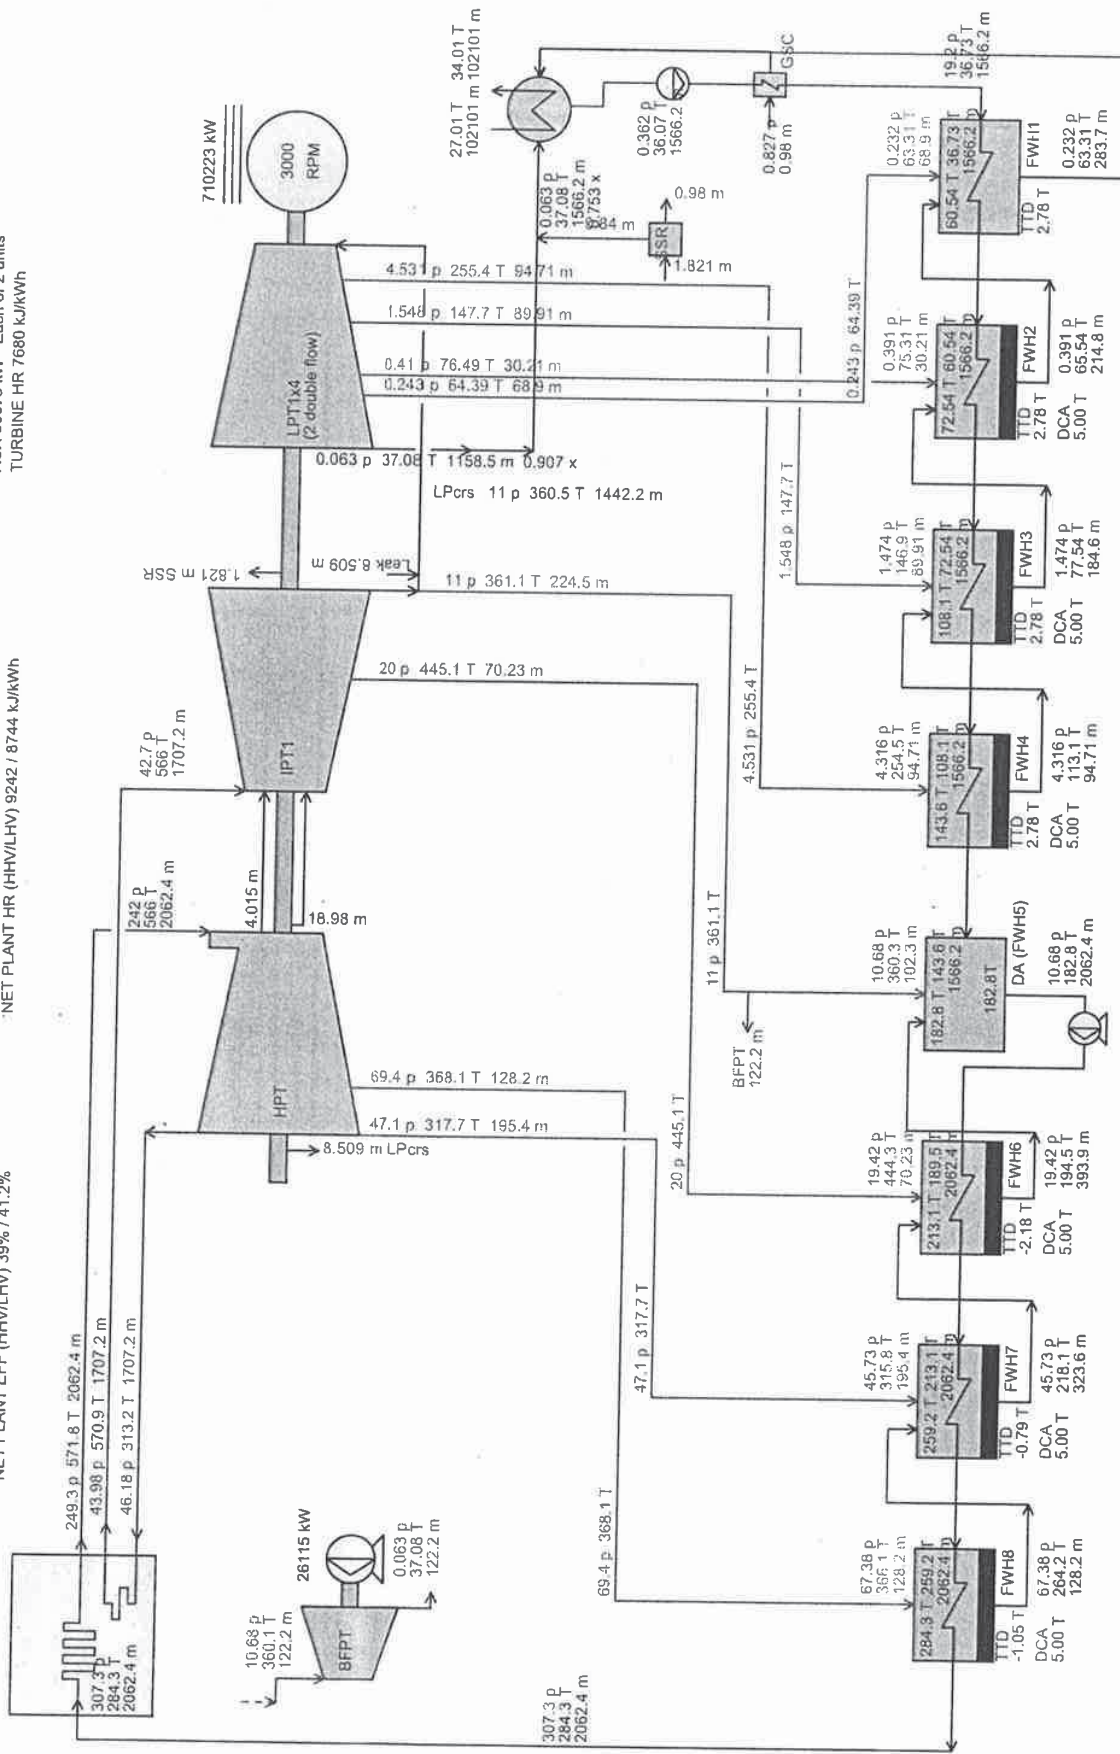 TURBINE HR 7680 kJ/kWh
NET PLANT HR (HHV/LHV) 9242 / 8744 kJ/kWh
NET PLANT EFF (HHV/LHV) 39% / 41.2%
249.3 p 571.8 T 2062.4 m
43.98 p 570.9 T 1707.2 m
46.18 p 313.2 T 1707.2 m
307.3 p
284.3 T
2062.4 m
10.68 p
360.1 T
122.2 m
BFPT
26115 kW
0.063 p
37.08 T
122.2 m
307.3 p
284.3 T
2062.4 m
242 p
566 T
2062.4 m
42.7 p
566 T
1707.2 m
HPT
4.015 m
18.98 m
8.509 m LPcrs
69.4 p 368.1 T 128.2 m
47.1 p 317.7 T 195.4 m
IPT1
20 p 445.1 T 70.23 m
11 p 361.1 T 224.5 m
1.821 m SSR
Leak 8.509 m
LPcrs 11 p 360.5 T 1442.2 m
LPT1x4
(2 double flow)
0.063 p 37.08 T 1158.5 m 0.907 x
4.531 p 255.4 T 94.71 m
1.548 p 147.7 T 89.91 m
0.41 p 76.49 T 30.21 m
0.243 p 64.39 T 68.9 m
3000
RPM
710223 kW
27.01 T 34.01 T
102101 m 102101 m
0.063 p
37.08 T
1566.2 m
0.753 x
SSR
0.98 m
1.821 m
0.362 p
36.07 T
1566.2
GSC
0.827 p
0.98 m
19.2 p
36.73 T
1566.2 m
69.4 p 368.1 T
47.1 p 317.7 T
20 p 445.1 T
11 p 361.1 T
BFPT
122.2 m
4.531 p 255.4 T
1.548 p 147.7 T
0.243 p 64.39 T
67.38 p
366.1 T
128.2 m
284.3 T 259.2 T
2062.4 m
FWH8
TTD
-1.05 T
DCA
5.00 T
67.38 p
264.2 T
128.2 m
45.73 p
315.8 T
195.4 m
259.2 T 213.1 T
2062.4 m
FWH7
TTD
-0.79 T
DCA
5.00 T
45.73 p
218.1 T
323.6 m
19.42 p
444.3 T
70.23 m
213.1 T 189.5 T
2062.4 m
FWH6
TTD
-2.18 T
DCA
5.00 T
19.42 p
194.5 T
393.9 m
10.68 p
360.3 T
102.3 m
182.8 T 143.6 T
1566.2 m
182.8T
DA (FWH5)
10.68 p
182.8 T
2062.4 m
4.316 p
254.5 T
94.71 m
143.6 T 108.1 T
1566.2 m
FWH4
TTD
2.78 T
DCA
5.00 T
4.316 p
113.1 T
94.71 m
1.474 p
146.9 T
89.91 m
108.1 T 72.54 T
1566.2 m
FWH3
TTD
2.78 T
DCA
5.00 T
1.474 p
77.54 T
184.6 m
0.391 p
75.31 T
30.21 m
72.54 T 60.54 T
1566.2 m
FWH2
TTD
2.78 T
DCA
5.00 T
0.391 p
65.54 T
214.8 m
0.232 p
63.31 T
68.9 m
60.54 T 36.73 T
1566.2 m
FWH1
TTD
2.78 T
0.232 p
63.31 T
283.7 m